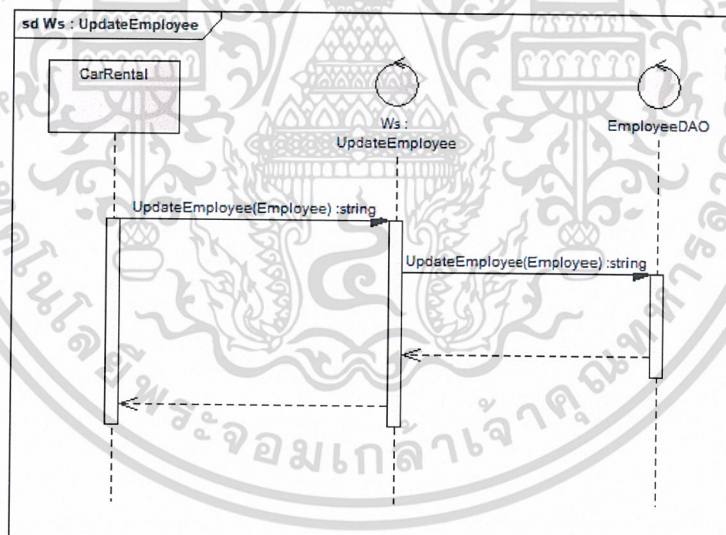 sd Ws : UpdateEmployee
CarRental
Ws :
UpdateEmployee
EmployeeDAO
UpdateEmployee(Employee) :string
UpdateEmployee(Employee) :string